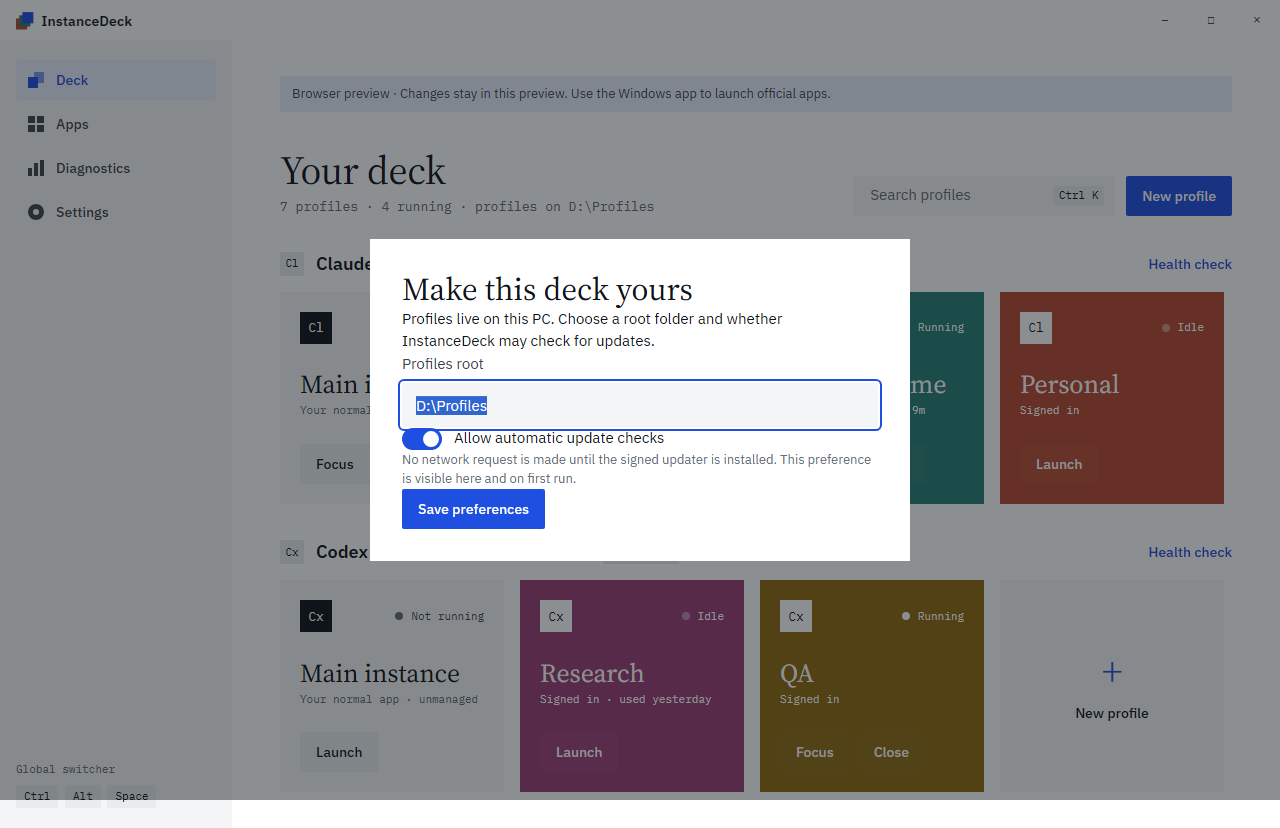 InstanceDeck
Deck
Apps
Diagnostics
Settings
Browser preview · Changes stay in this preview. Use the Windows app to launch official apps.
Your deck
7 profiles · 4 running · profiles on D:\Profiles
Search profiles
Ctrl K
New profile
Cl
Claude
Health check
Cl
Main i
Your normal
Focus
Running
me
9m
Cl
Idle
Personal
Signed in
Launch
Make this deck yours
Profiles live on this PC. Choose a root folder and whether
InstanceDeck may check for updates.
Profiles root
D:\Profiles
Allow automatic update checks
No network request is made until the signed updater is installed. This preference
is visible here and on first run.
Save preferences
Cx
Codex
Health check
Cx
Not running
Main instance
Your normal app · unmanaged
Launch
Cx
Idle
Research
Signed in · used yesterday
Launch
Cx
Running
QA
Signed in
Focus
Close
New profile
Global switcher
Ctrl
Alt
Space